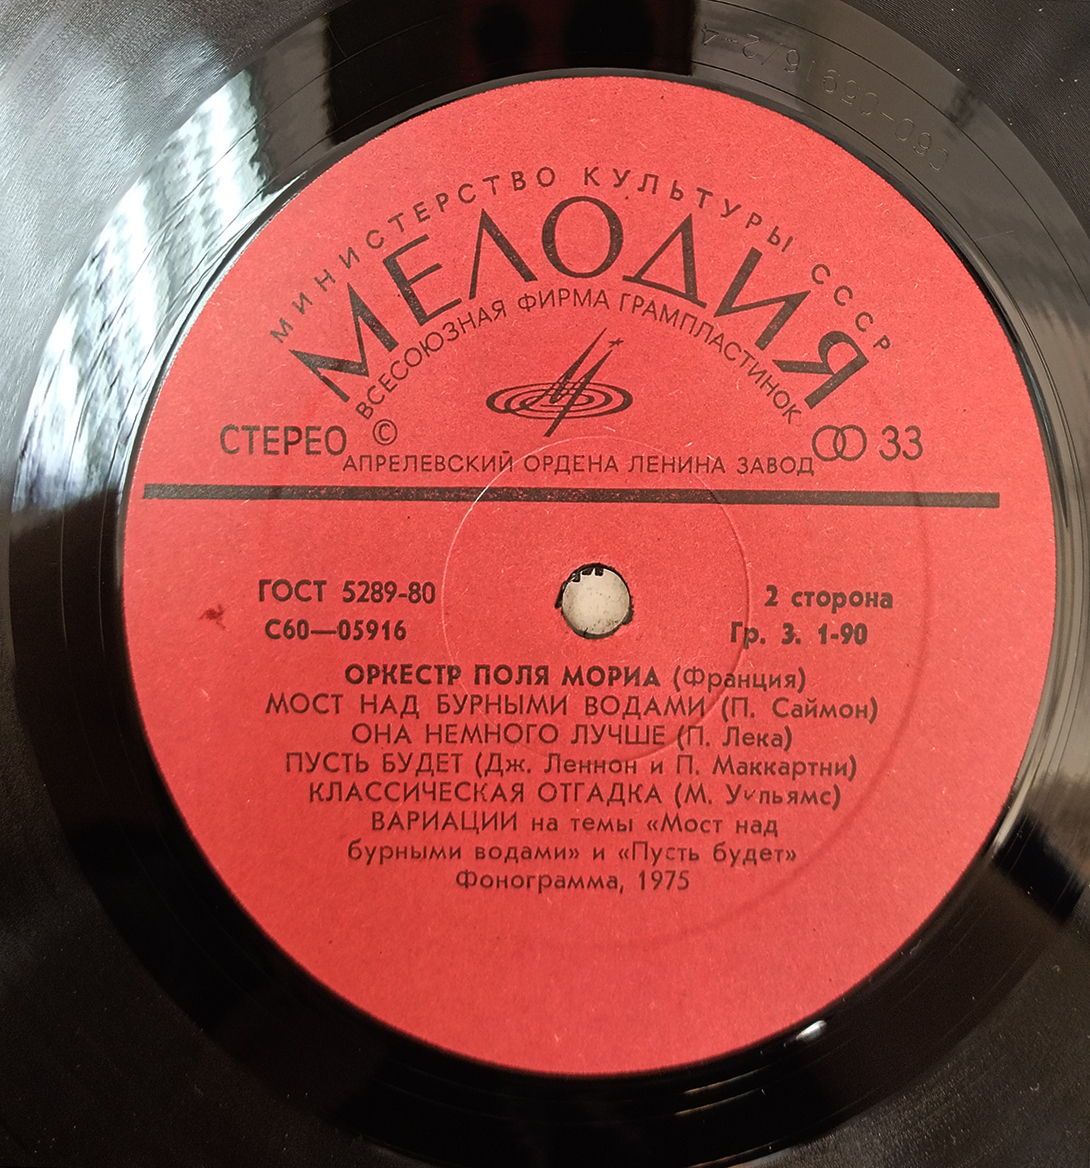 МИНИСТЕРСТВО КУЛЬТУРЫ СССР
МЕЛОДИЯ
ВСЕСОЮЗНАЯ ФИРМА ГРАМПЛАСТИНОК
СТЕРЕО © 33
АПРЕЛЕВСКИЙ ОРДЕНА ЛЕНИНА ЗАВОД
ГОСТ 5289-80 2 сторона
С60—05916 Гр. 3. 1-90
ОРКЕСТР ПОЛЯ МОРИА (Франция)
МОСТ НАД БУРНЫМИ ВОДАМИ (П. Саймон)
ОНА НЕМНОГО ЛУЧШЕ (П. Лека)
ПУСТЬ БУДЕТ (Дж. Леннон и П. Маккартни)
КЛАССИЧЕСКАЯ ОТГАДКА (М. Уильямс)
ВАРИАЦИИ на темы «Мост над
бурными водами» и «Пусть будет»
Фонограмма, 1975